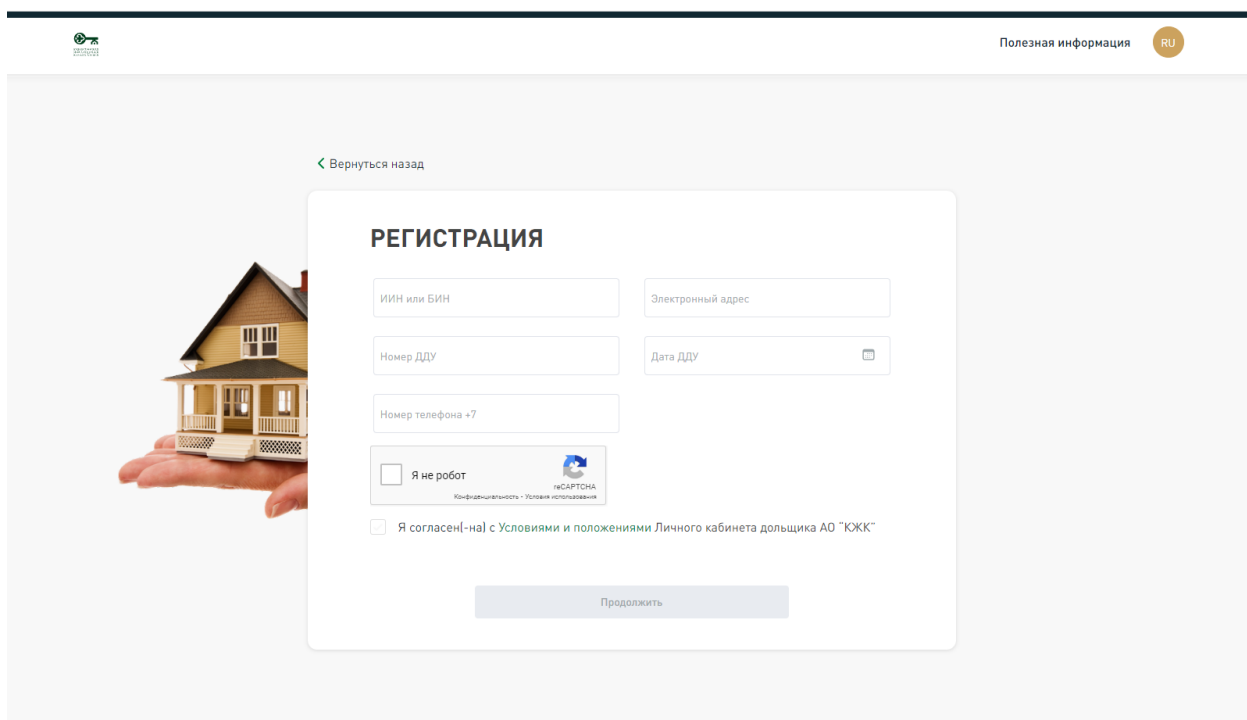 Полезная информация
RU
Вернуться назад
РЕГИСТРАЦИЯ
ИИН или БИН
Электронный адрес
Номер ДДУ
Дата ДДУ
Номер телефона +7
Я не робот
reCAPTCHA
Конфиденциальность - Условия использования
Я согласен(-на) с Условиями и положениями Личного кабинета дольщика АО "КЖК"
Продолжить